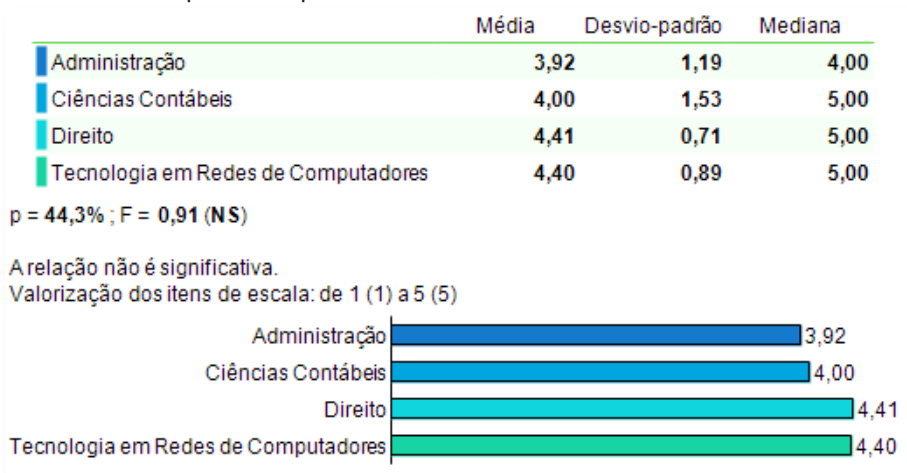 Média Desvio-padrão Mediana
Administração 3,92 1,19 4,00
Ciências Contábeis 4,00 1,53 5,00
Direito 4,41 0,71 5,00
Tecnologia em Redes de Computadores 4,40 0,89 5,00
p = 44,3% ; F = 0,91 (NS)
A relação não é significativa.
Valorização dos itens de escala: de 1 (1) a 5 (5)
Administração 3,92
Ciências Contábeis 4,00
Direito 4,41
Tecnologia em Redes de Computadores 4,40